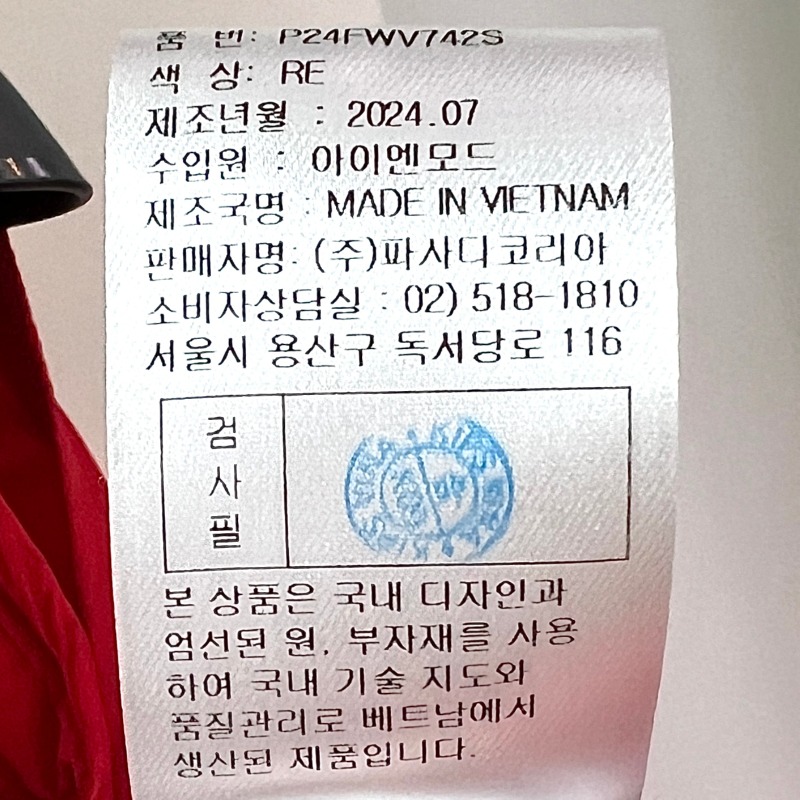 품 번: P24FWV742S
색 상: RE
제조년월 : 2024.07
수입원 : 아이엔모드
제조국명 : MADE IN VIETNAM
판매자명: (주)파사디코리아
소비자상담실 : 02) 518-1810
서울시 용산구 독서당로 116
검
사
필
본 상품은 국내 디자인과
엄선된 원, 부자재를 사용
하여 국내 기술 지도와
품질관리로 베트남에서
생산된 제품입니다.